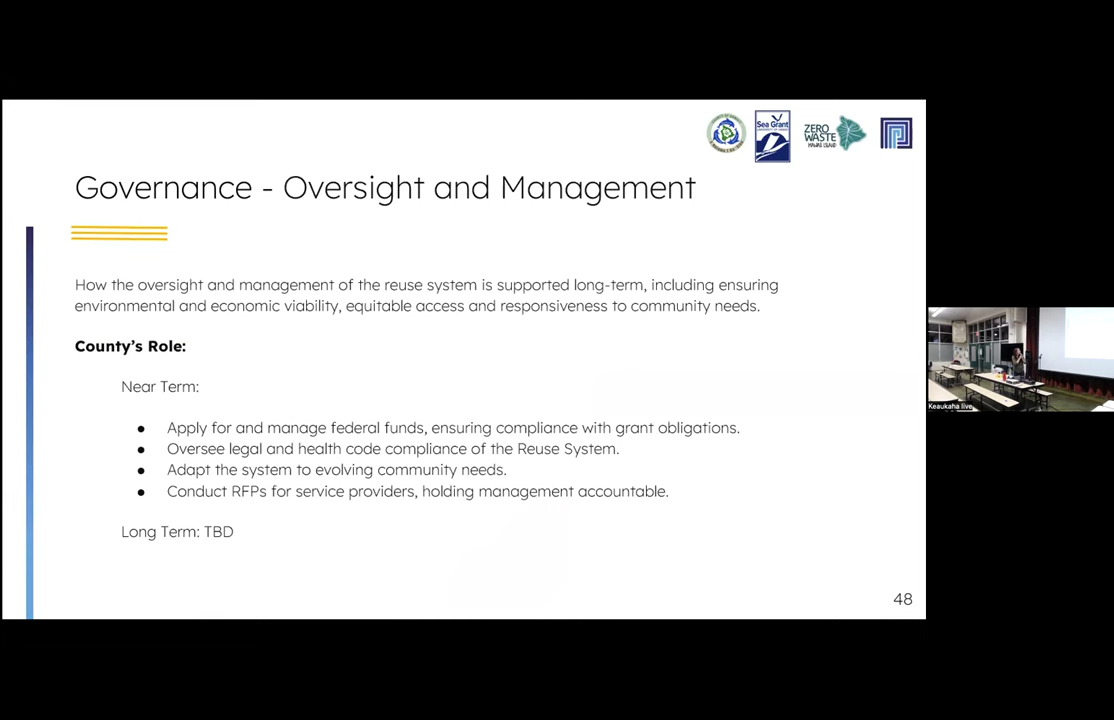 Sea Grant
ZERO
WASTE
HAWAI'I ISLAND
Governance - Oversight and Management
How the oversight and management of the reuse system is supported long-term, including ensuring
environmental and economic viability, equitable access and responsiveness to community needs.
County's Role:
Near Term:
● Apply for and manage federal funds, ensuring compliance with grant obligations.
● Oversee legal and health code compliance of the Reuse System.
● Adapt the system to evolving community needs.
● Conduct RFPs for service providers, holding management accountable.
Long Term: TBD
48
Keaukaha live